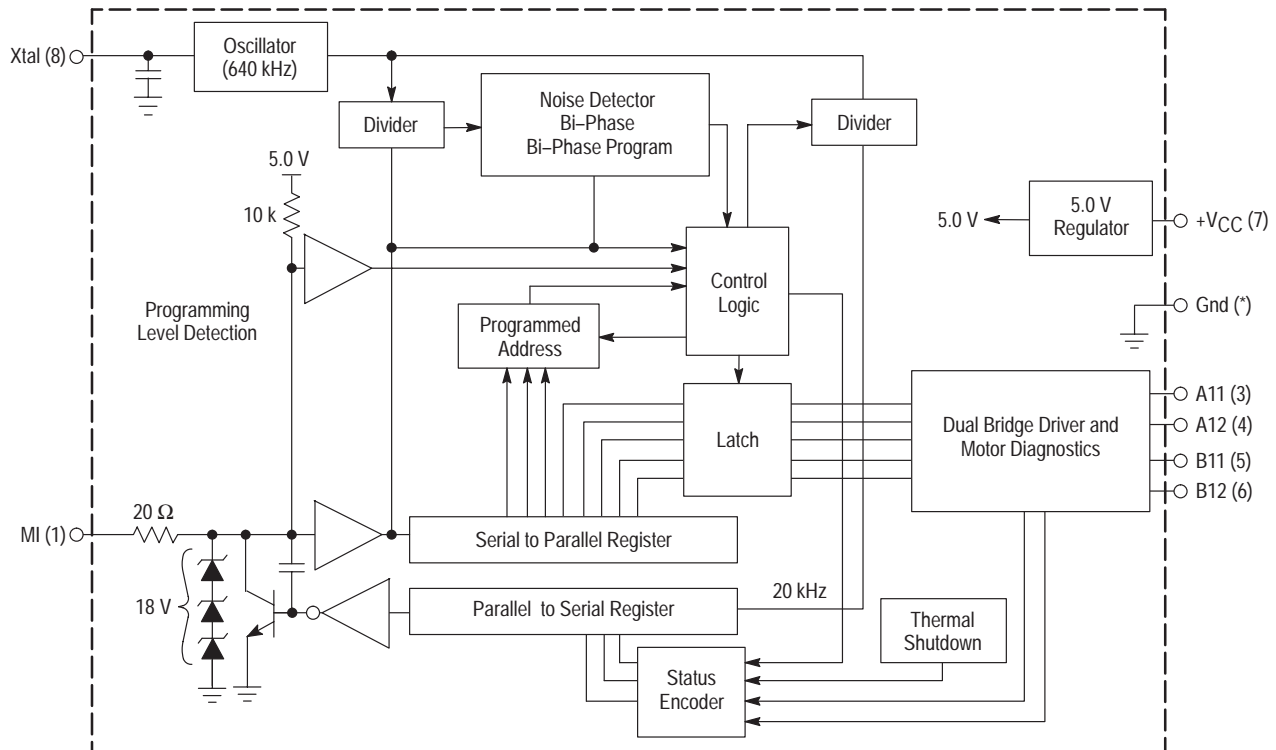 Xtal (8)
Oscillator
(640 kHz)
Divider
Noise Detector
Bi–Phase
Bi–Phase Program
Divider
5.0 V
10 k
5.0 V
5.0 V
Regulator
+VCC (7)
Programming
Level Detection
Control
Logic
Gnd (*)
Programmed
Address
Latch
Dual Bridge Driver and
Motor Diagnostics
A11 (3)
A12 (4)
B11 (5)
B12 (6)
MI (1)
20 Ω
Serial to Parallel Register
18 V
Parallel to Serial Register
20 kHz
Thermal
Shutdown
Status
Encoder